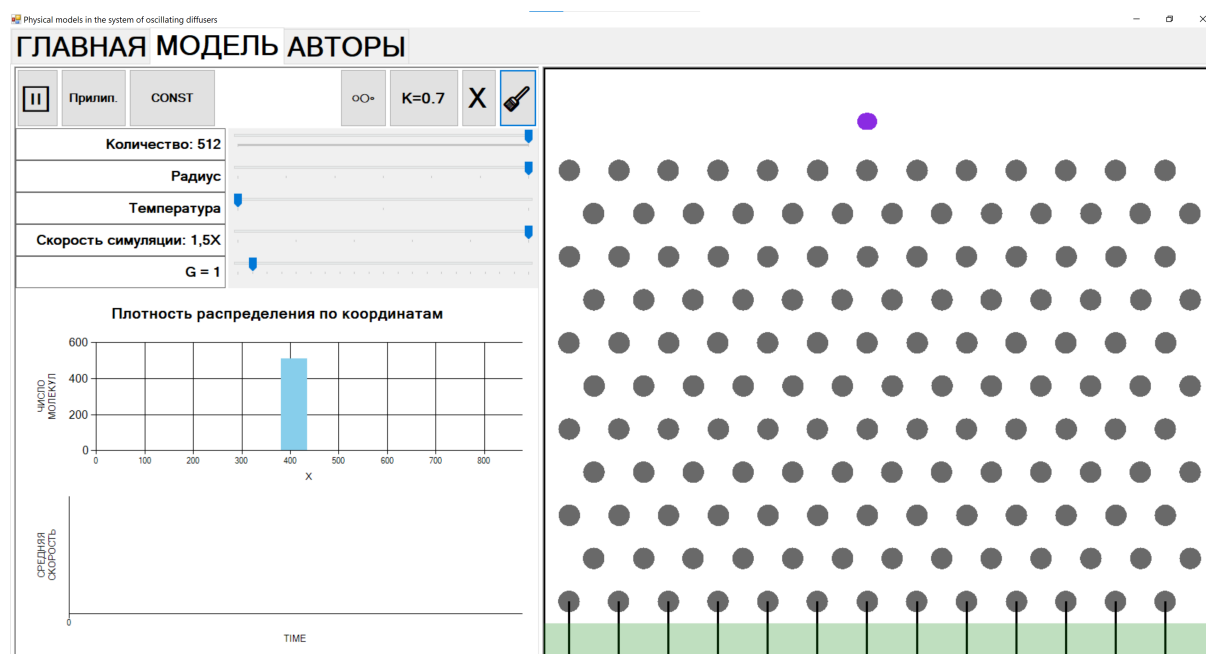 Physical models in the system of oscillating diffusers
ГЛАВНАЯ МОДЕЛЬ АВТОРЫ
Прилип. CONST K=0.7 X
Количество: 512
Радиус
Температура
Скорость симуляции: 1,5X
G = 1
Плотность распределения по координатам
ЧИСЛО
МОЛЕКУЛ
600
400
200
0
0 100 200 300 400 500 600 700 800
X
СРЕДНЯЯ
СКОРОСТЬ
0
TIME